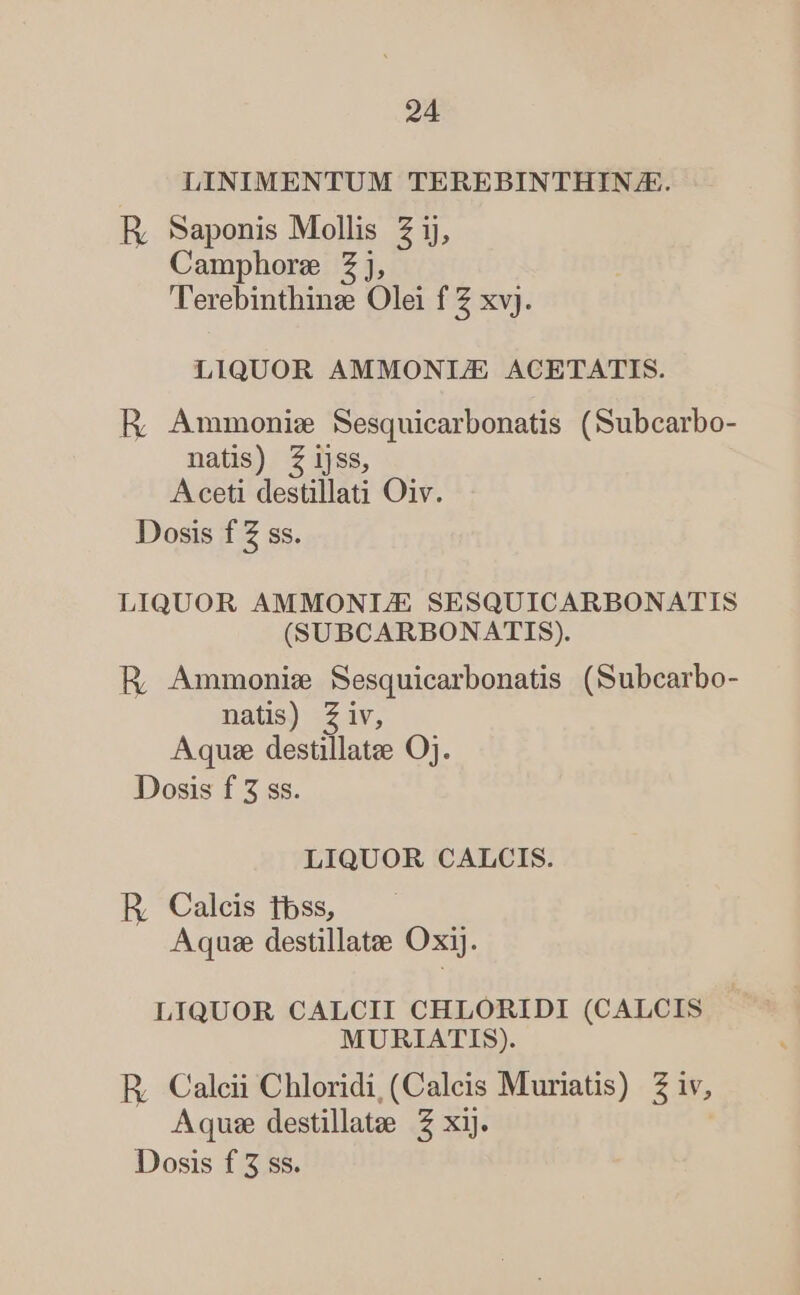 24
LINIMENTUM TEREBINTHINÆ.
℞ Saponis Mollis ℥ ij,
Camphoræ ℥ j,
Terebinthinæ Olei f ℥ xvj.
LIQUOR AMMONIÆ ACETATIS.
℞ Ammoniæ Sesquicarbonatis (Subcarbo-
natis) ℥ ijss,
Aceti destillati Oiv.
Dosis f ℥ ss.
LIQUOR AMMONIÆ SESQUICARBONATIS
(SUBCARBONATIS).
℞ Ammoniæ Sesquicarbonatis (Subcarbo-
natis) ℥ iv,
Aquæ destillatæ Oj.
Dosis f ʒ ss.
LIQUOR CALCIS.
℞ Calcis ℔ss,
Aquæ destillatæ Oxij.
LIQUOR CALCII CHLORIDI (CALCIS
MURIATIS).
℞ Calcii Chloridi (Calcis Muriatis) ℥ iv,
Aquæ destillatæ ℥ xij.
Dosis f ʒ ss.